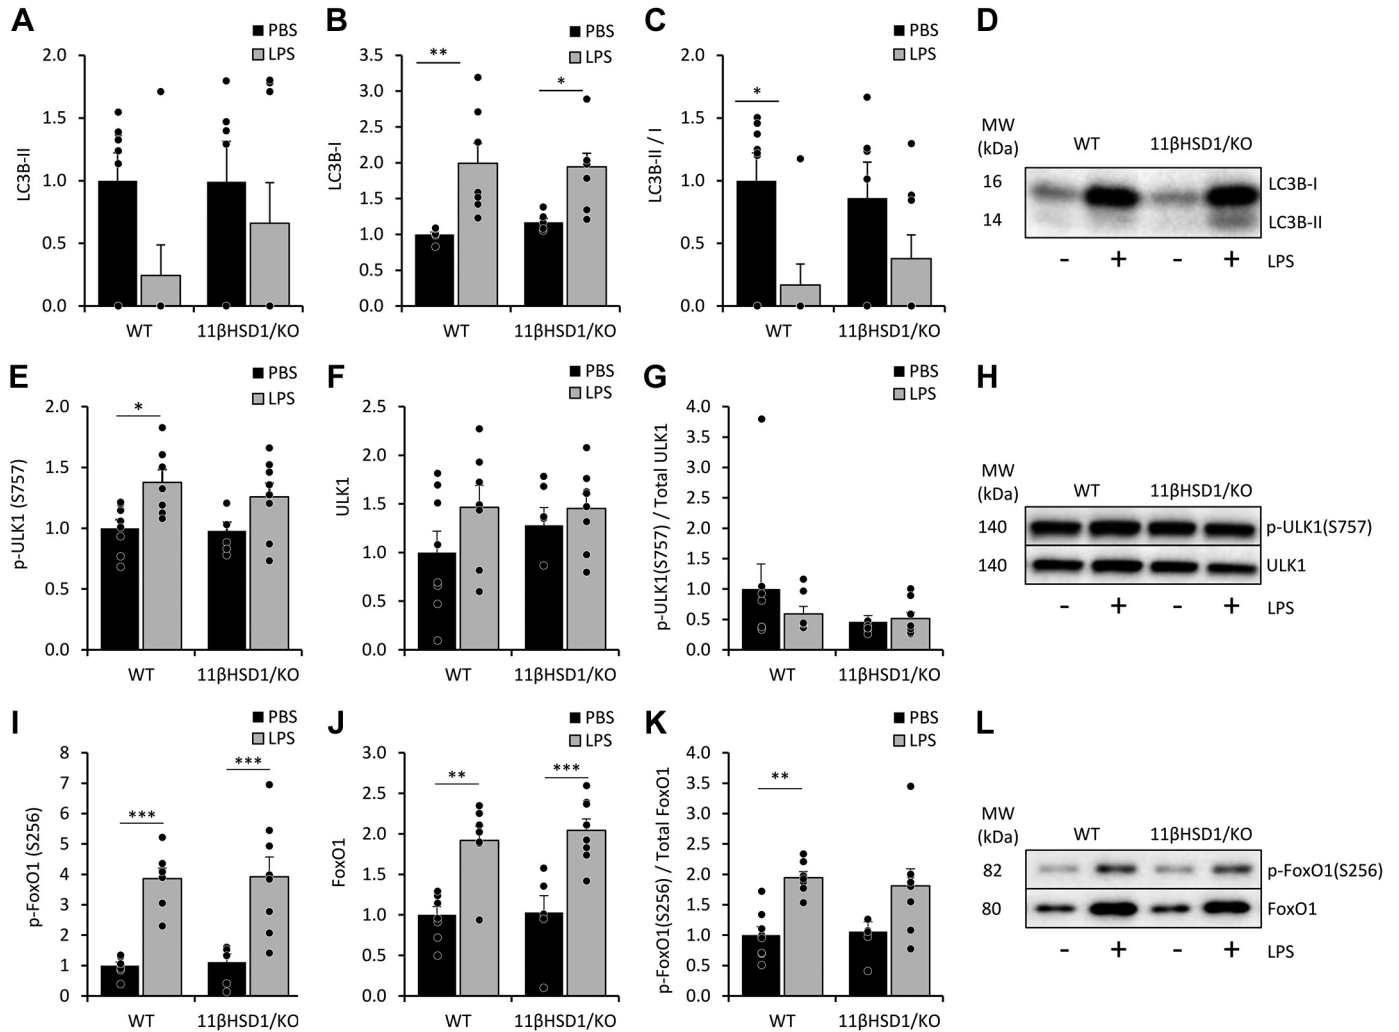 A
PBS
LPS
LC3B-II
2.0
1.5
1.0
0.5
0.0
WT
11βHSD1/KO
B
PBS
LPS
LC3B-I
3.5
3.0
2.5
2.0
1.5
1.0
0.5
0.0
**
*
WT
11βHSD1/KO
C
PBS
LPS
LC3B-II / I
2.0
1.5
1.0
0.5
0.0
*
WT
11βHSD1/KO
D
MW
(kDa)
WT
11βHSD1/KO
16
LC3B-I
14
LC3B-II
- + - + LPS
E
PBS
LPS
p-ULK1 (S757)
2.0
1.5
1.0
0.5
0.0
*
WT
11βHSD1/KO
F
PBS
LPS
ULK1
2.5
2.0
1.5
1.0
0.5
0.0
WT
11βHSD1/KO
G
PBS
LPS
p-ULK1(S757) / Total ULK1
4.0
3.5
3.0
2.5
2.0
1.5
1.0
0.5
0.0
WT
11βHSD1/KO
H
MW
(kDa)
WT
11βHSD1/KO
140
p-ULK1(S757)
140
ULK1
- + - + LPS
I
PBS
LPS
p-FoxO1 (S256)
8
7
6
5
4
3
2
1
0
***
***
WT
11βHSD1/KO
J
PBS
LPS
FoxO1
3.0
2.5
2.0
1.5
1.0
0.5
0.0
**
***
WT
11βHSD1/KO
K
PBS
LPS
p-FoxO1(S256) / Total FoxO1
4.0
3.5
3.0
2.5
2.0
1.5
1.0
0.5
0.0
**
WT
11βHSD1/KO
L
MW
(kDa)
WT
11βHSD1/KO
82
p-FoxO1(S256)
80
FoxO1
- + - + LPS